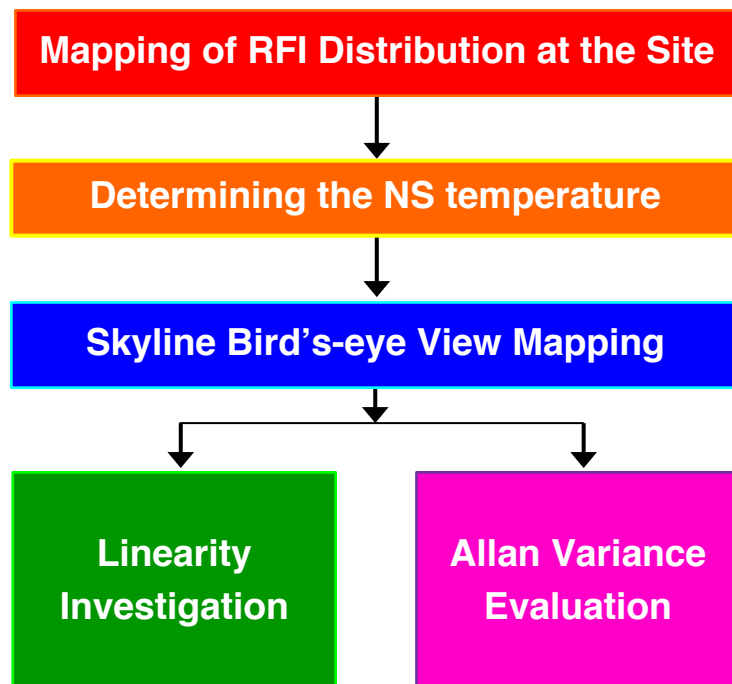 Mapping of RFI Distribution at the Site
Determining the NS temperature
Skyline Bird's-eye View Mapping
Linearity
Investigation
Allan Variance
Evaluation